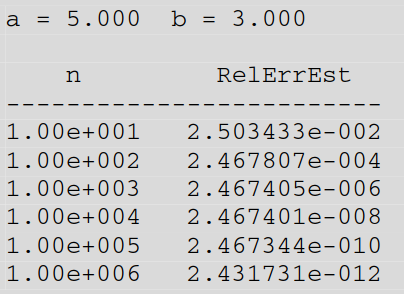 a = 5.000  b = 3.000
n          RelErrEst
-------------------------
1.00e+001   2.503433e-002
1.00e+002   2.467807e-004
1.00e+003   2.467405e-006
1.00e+004   2.467401e-008
1.00e+005   2.467344e-010
1.00e+006   2.431731e-012